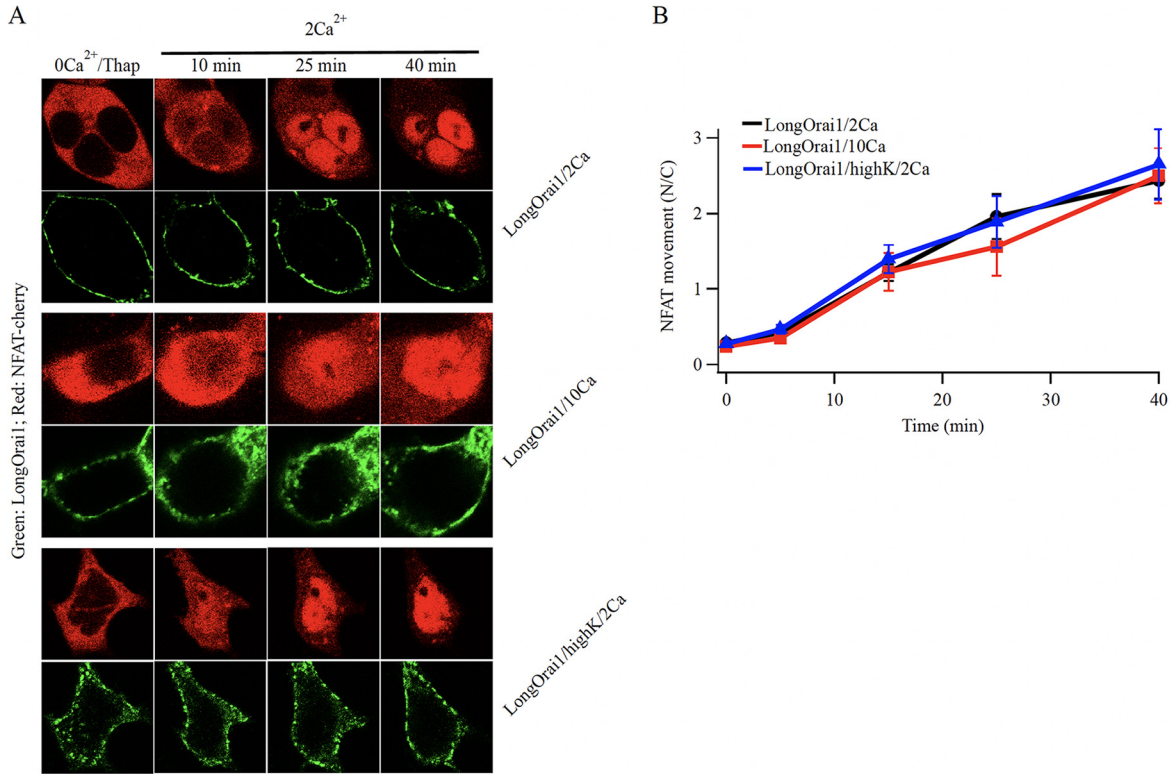 A
2Ca²⁺
0Ca²⁺/Thap 10 min 25 min 40 min
Green: LongOrai1; Red: NFAT-cherry
LongOrai1/2Ca
LongOrai1/10Ca
LongOrai1/highK/2Ca
B
LongOrai1/2Ca
LongOrai1/10Ca
LongOrai1/highK/2Ca
NFAT movement (N/C)
3
2
1
0
0 10 20 30 40
Time (min)